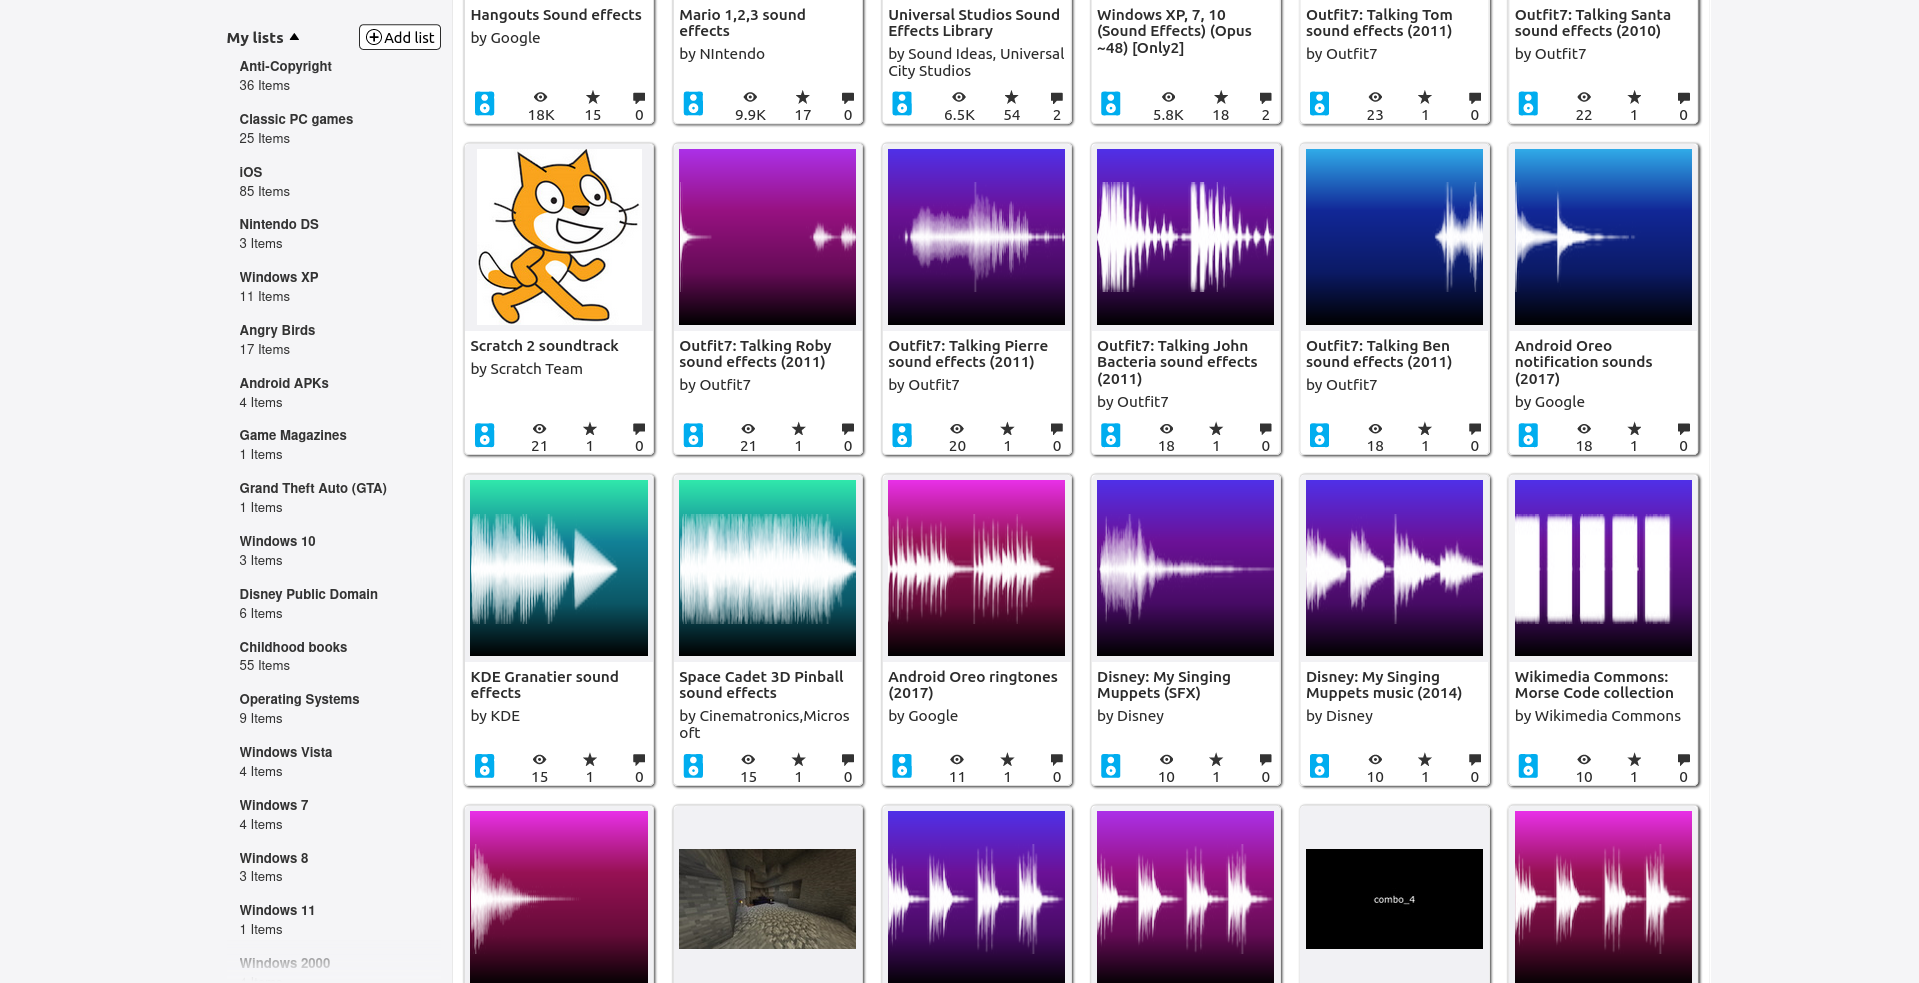 My lists
Add list
Anti-Copyright
36 Items
Classic PC games
25 Items
iOS
85 Items
Nintendo DS
3 Items
Windows XP
11 Items
Angry Birds
17 Items
Android APKs
4 Items
Game Magazines
1 Items
Grand Theft Auto (GTA)
1 Items
Windows 10
3 Items
Disney Public Domain
6 Items
Childhood books
55 Items
Operating Systems
9 Items
Windows Vista
4 Items
Windows 7
4 Items
Windows 8
3 Items
Windows 11
1 Items
Windows 2000
Hangouts Sound effects
by Google
18K 15 0
Mario 1,2,3 sound
effects
by NIntendo
9.9K 17 0
Universal Studios Sound
Effects Library
by Sound Ideas, Universal
City Studios
6.5K 54 2
Windows XP, 7, 10
(Sound Effects) (Opus
~48) [Only2]
5.8K 18 2
Outfit7: Talking Tom
sound effects (2011)
by Outfit7
23 1 0
Outfit7: Talking Santa
sound effects (2010)
by Outfit7
22 1 0
Scratch 2 soundtrack
by Scratch Team
21 1 0
Outfit7: Talking Roby
sound effects (2011)
by Outfit7
21 1 0
Outfit7: Talking Pierre
sound effects (2011)
by Outfit7
20 1 0
Outfit7: Talking John
Bacteria sound effects
(2011)
by Outfit7
18 1 0
Outfit7: Talking Ben
sound effects (2011)
by Outfit7
18 1 0
Android Oreo
notification sounds
(2017)
by Google
18 1 0
KDE Granatier sound
effects
by KDE
15 1 0
Space Cadet 3D Pinball
sound effects
by Cinematronics,Micros
oft
15 1 0
Android Oreo ringtones
(2017)
by Google
11 1 0
Disney: My Singing
Muppets (SFX)
by Disney
10 1 0
Disney: My Singing
Muppets music (2014)
by Disney
10 1 0
Wikimedia Commons:
Morse Code collection
by Wikimedia Commons
10 1 0
combo_4